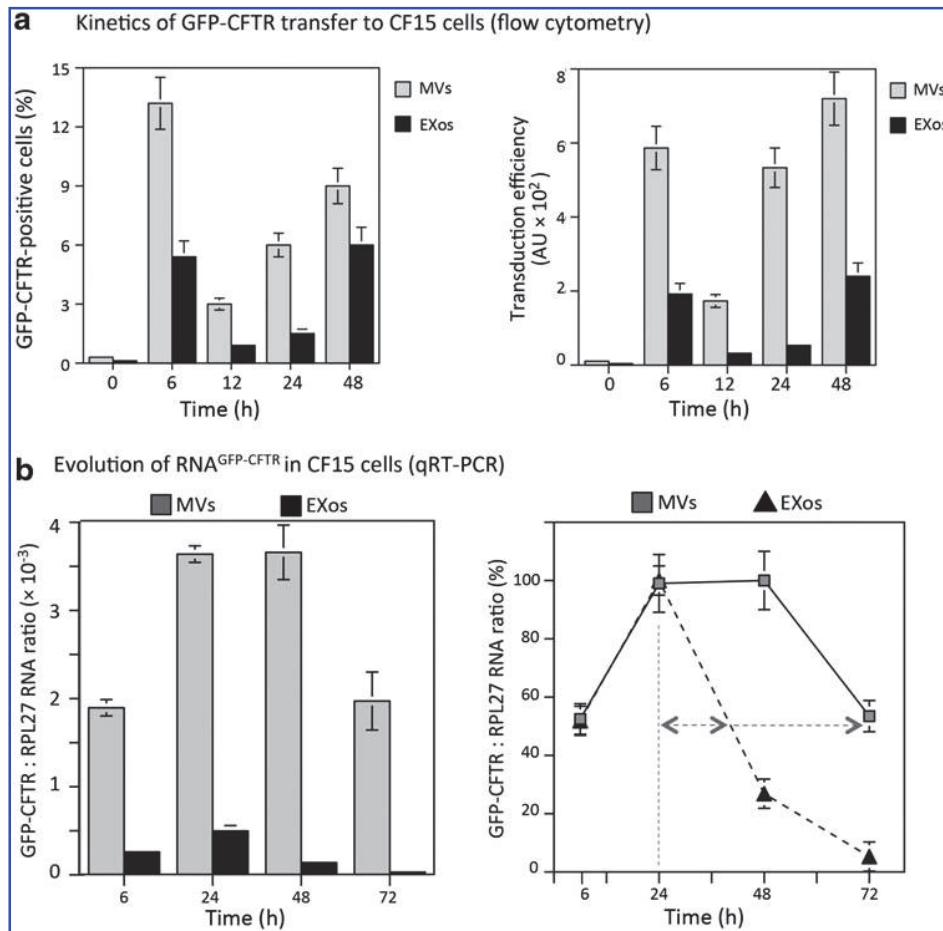 a Kinetics of GFP-CFTR transfer to CF15 cells (flow cytometry)
GFP-CFTR-positive cells (%)
15
12
9
6
3
0
0 6 12 24 48
Time (h)
MVs
EXos
Transduction efficiency
(AU × 10²)
8
6
4
2
0
0 6 12 24 48
Time (h)
MVs
EXos
b Evolution of RNA^GFP-CFTR in CF15 cells (qRT-PCR)
MVs EXos
GFP-CFTR : RPL27 RNA ratio (× 10⁻³)
4
3
2
1
0
6 24 48 72
Time (h)
MVs EXos
GFP-CFTR : RPL27 RNA ratio (%)
100
80
60
40
20
0
6 24 48 72
Time (h)